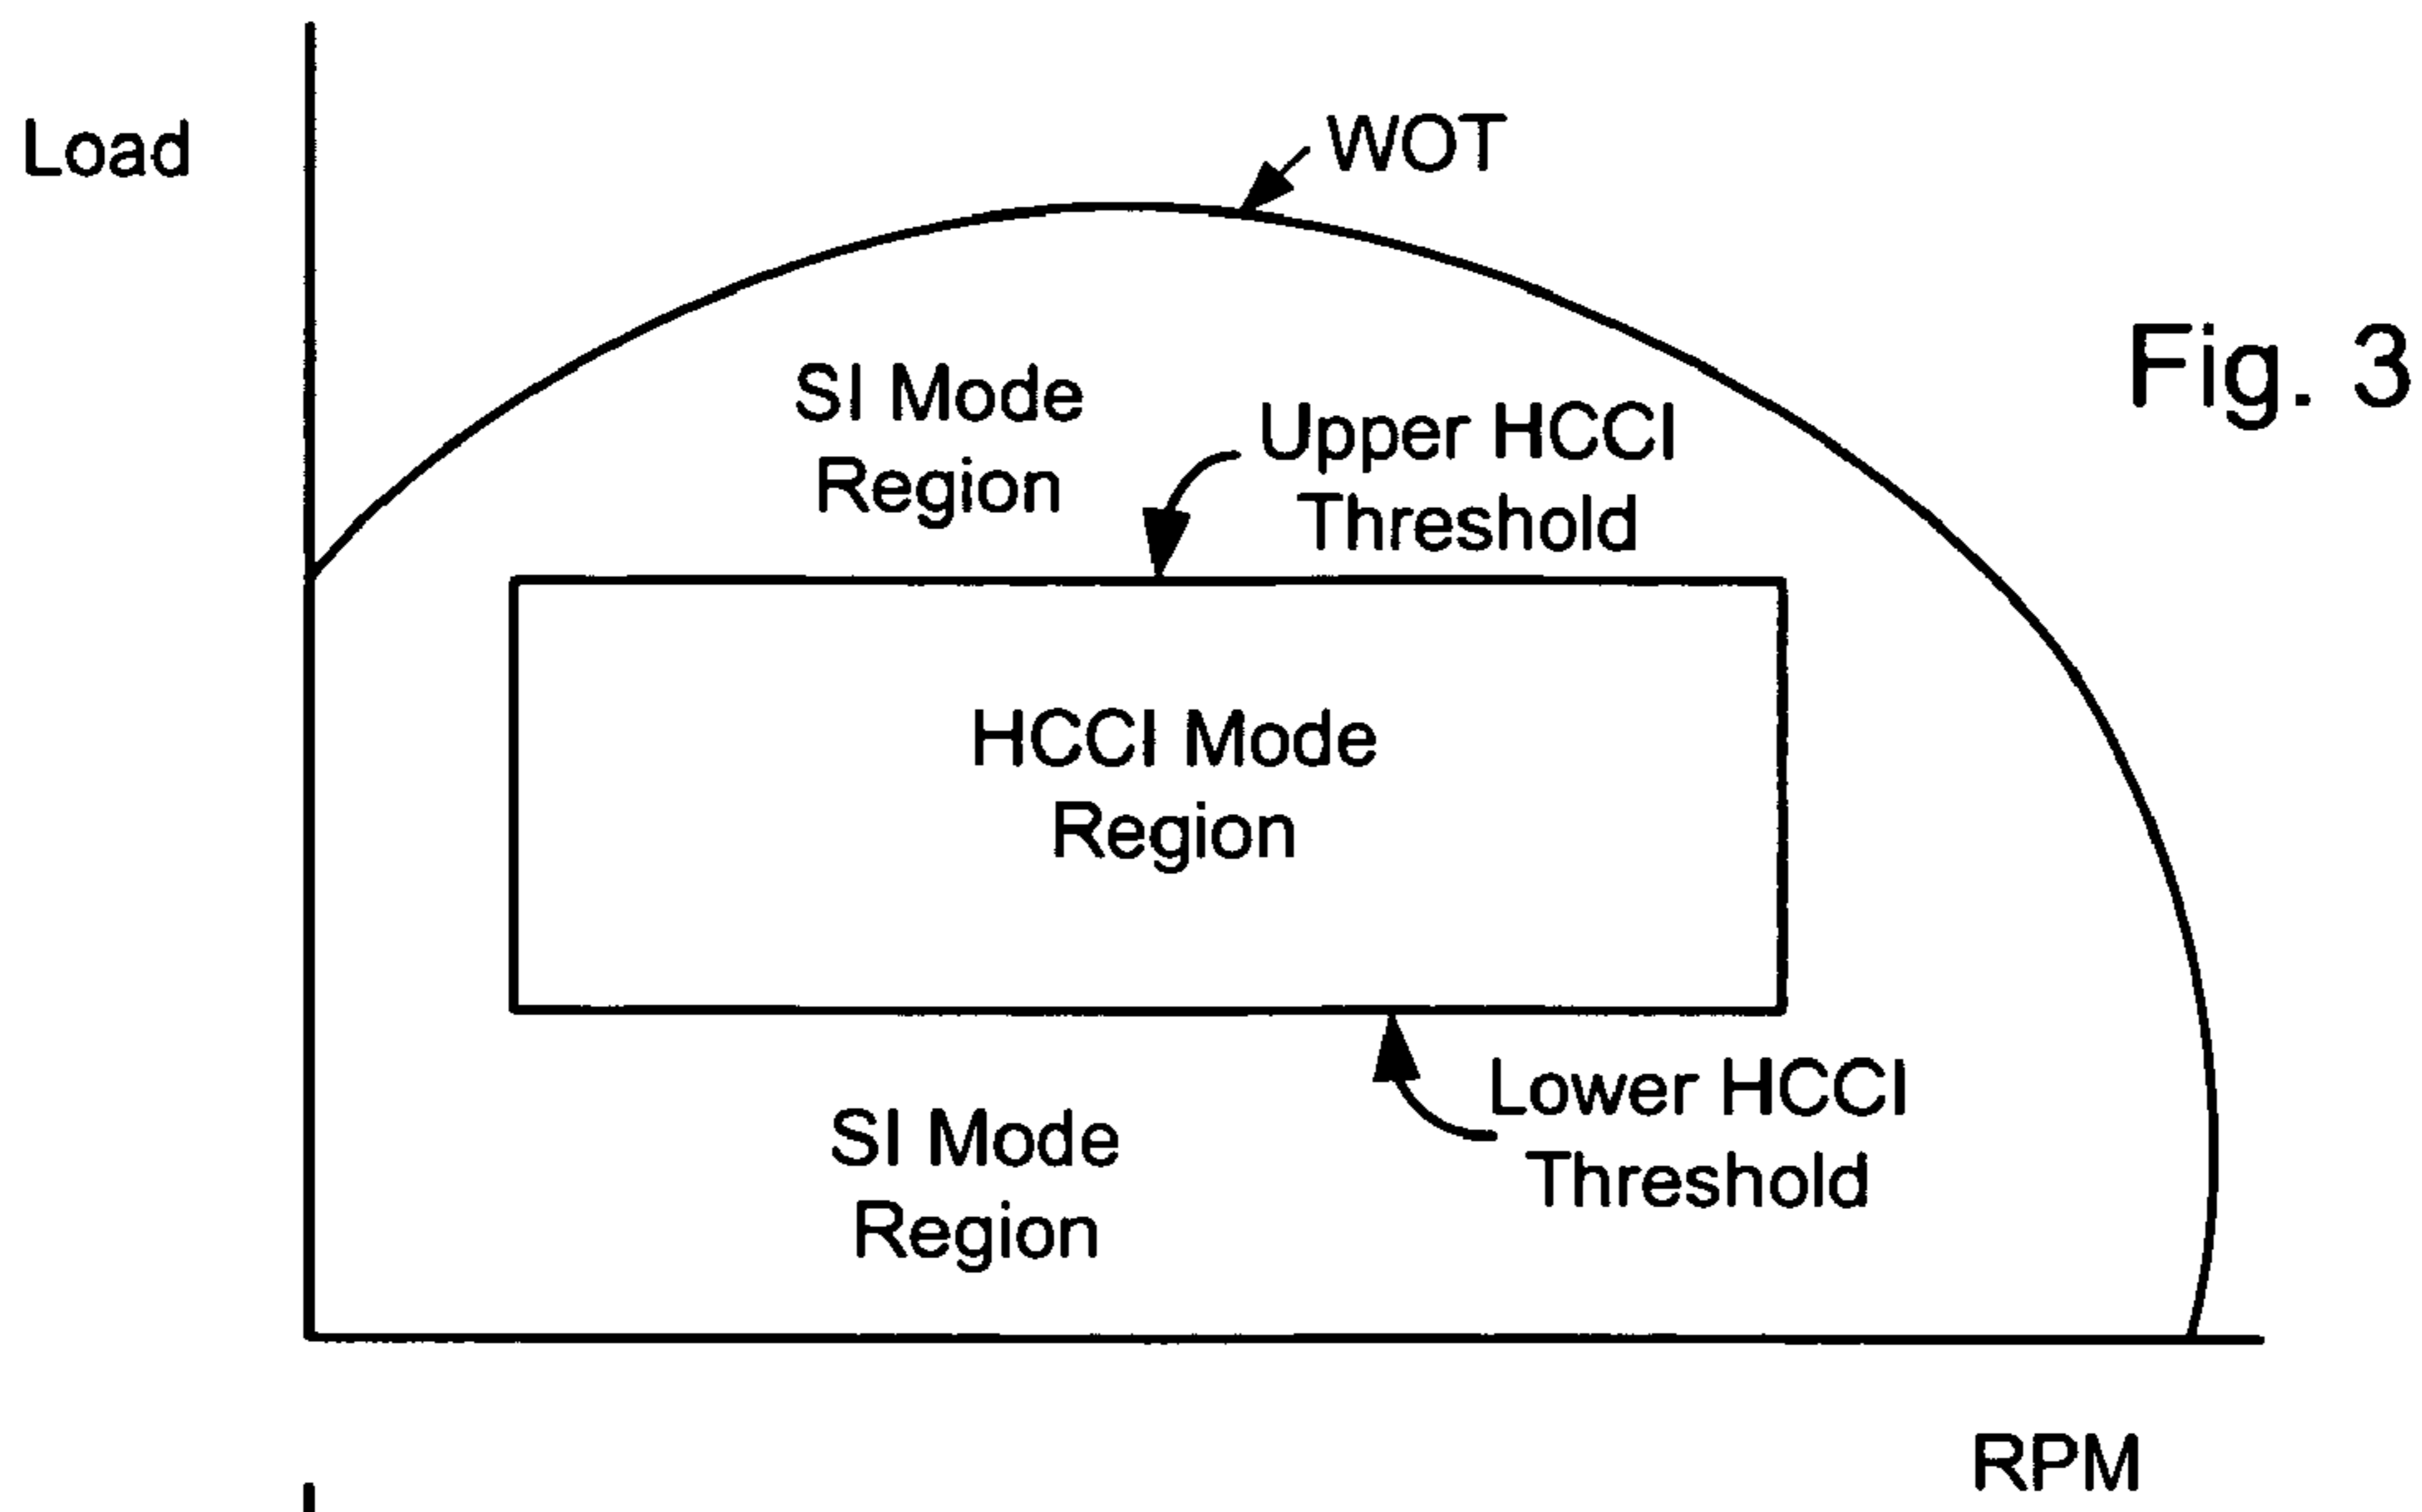 Load
WOT
Fig. 3
SI Mode
Region
Upper HCCI
Threshold
HCCI Mode
Region
Lower HCCI
Threshold
SI Mode
Region
RPM